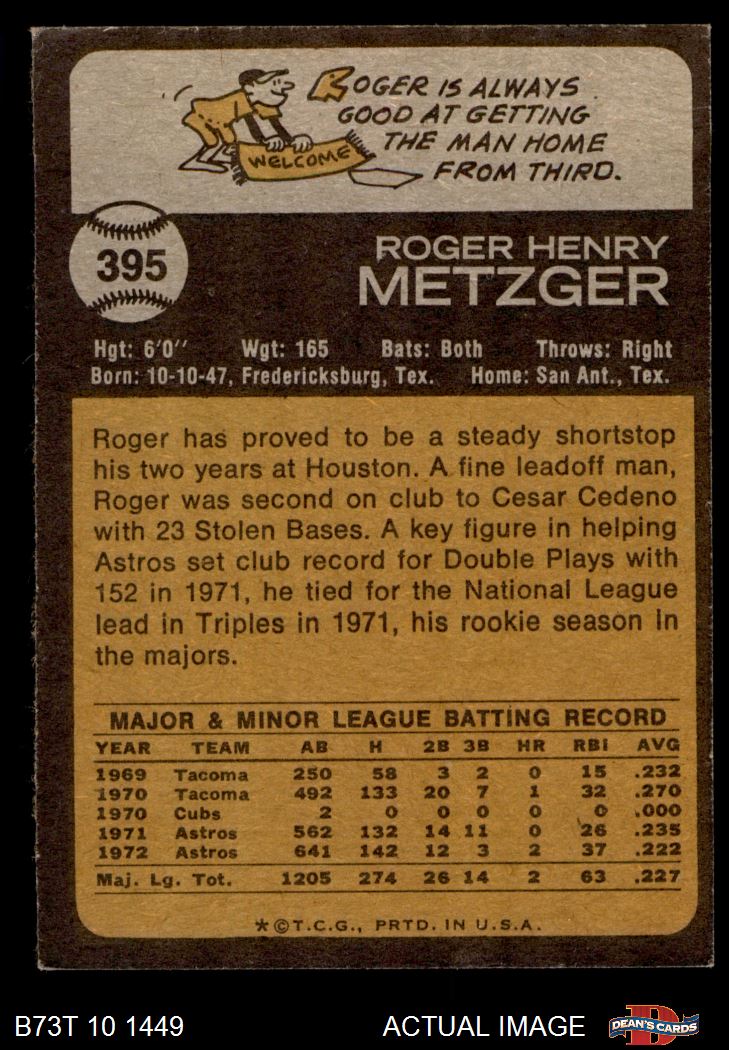 ROGER IS ALWAYS
GOOD AT GETTING
THE MAN HOME
FROM THIRD.
WELCOME
395
ROGER HENRY
METZGER
Hgt: 6'0'' Wgt: 165 Bats: Both Throws: Right
Born: 10-10-47, Fredericksburg, Tex. Home: San Ant., Tex.
Roger has proved to be a steady shortstop
his two years at Houston. A fine leadoff man,
Roger was second on club to Cesar Cedeno
with 23 Stolen Bases. A key figure in helping
Astros set club record for Double Plays with
152 in 1971, he tied for the National League
lead in Triples in 1971, his rookie season in
the majors.
MAJOR & MINOR LEAGUE BATTING RECORD
YEAR TEAM AB H 2B 3B HR RBI AVG
1969 Tacoma 250 58 3 2 0 15 .232
1970 Tacoma 492 133 20 7 1 32 .270
1970 Cubs 2 0 0 0 0 0 .000
1971 Astros 562 132 14 11 0 26 .235
1972 Astros 641 142 12 3 2 37 .222
Maj. Lg. Tot. 1205 274 26 14 2 63 .227
*©T.C.G., PRTD. IN U.S.A.
B73T 10 1449 ACTUAL IMAGE DEAN'S CARDS